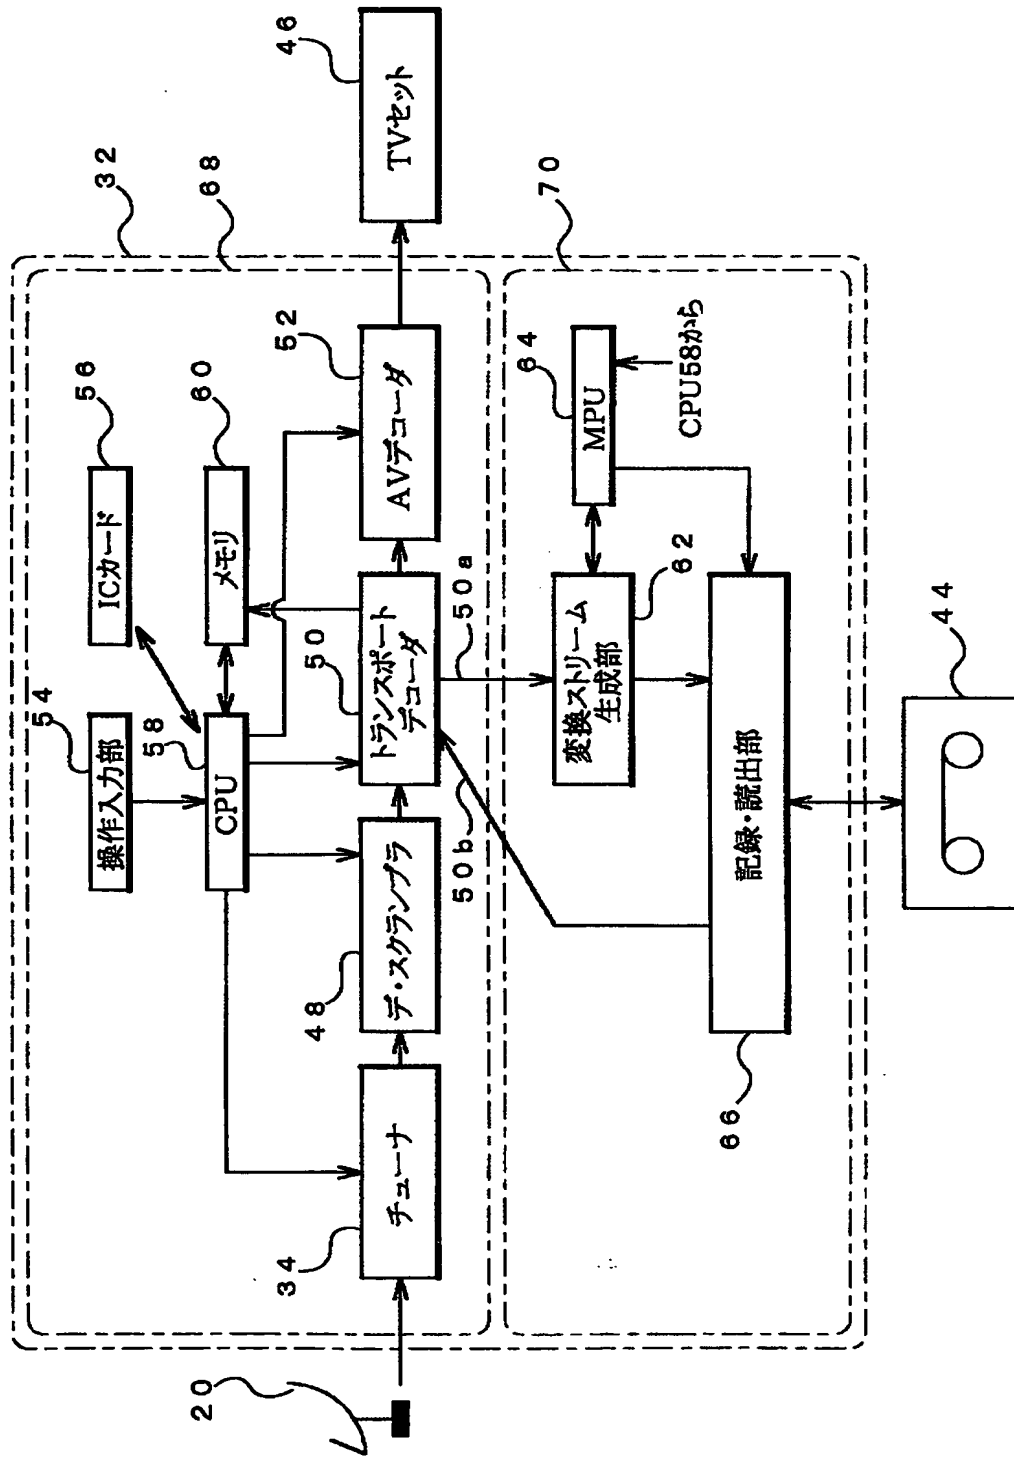 20
32
68
34
チューナ
48
デ・スクランブラ
50
トランスポート
デコーダ
52
AVデコーダ
46
TVセット
54
操作入力部
58
CPU
56
ICカード
60
メモリ
50a
50b
70
62
変換ストリーム
生成部
64
MPU
CPU58から
66
記録・読出部
44